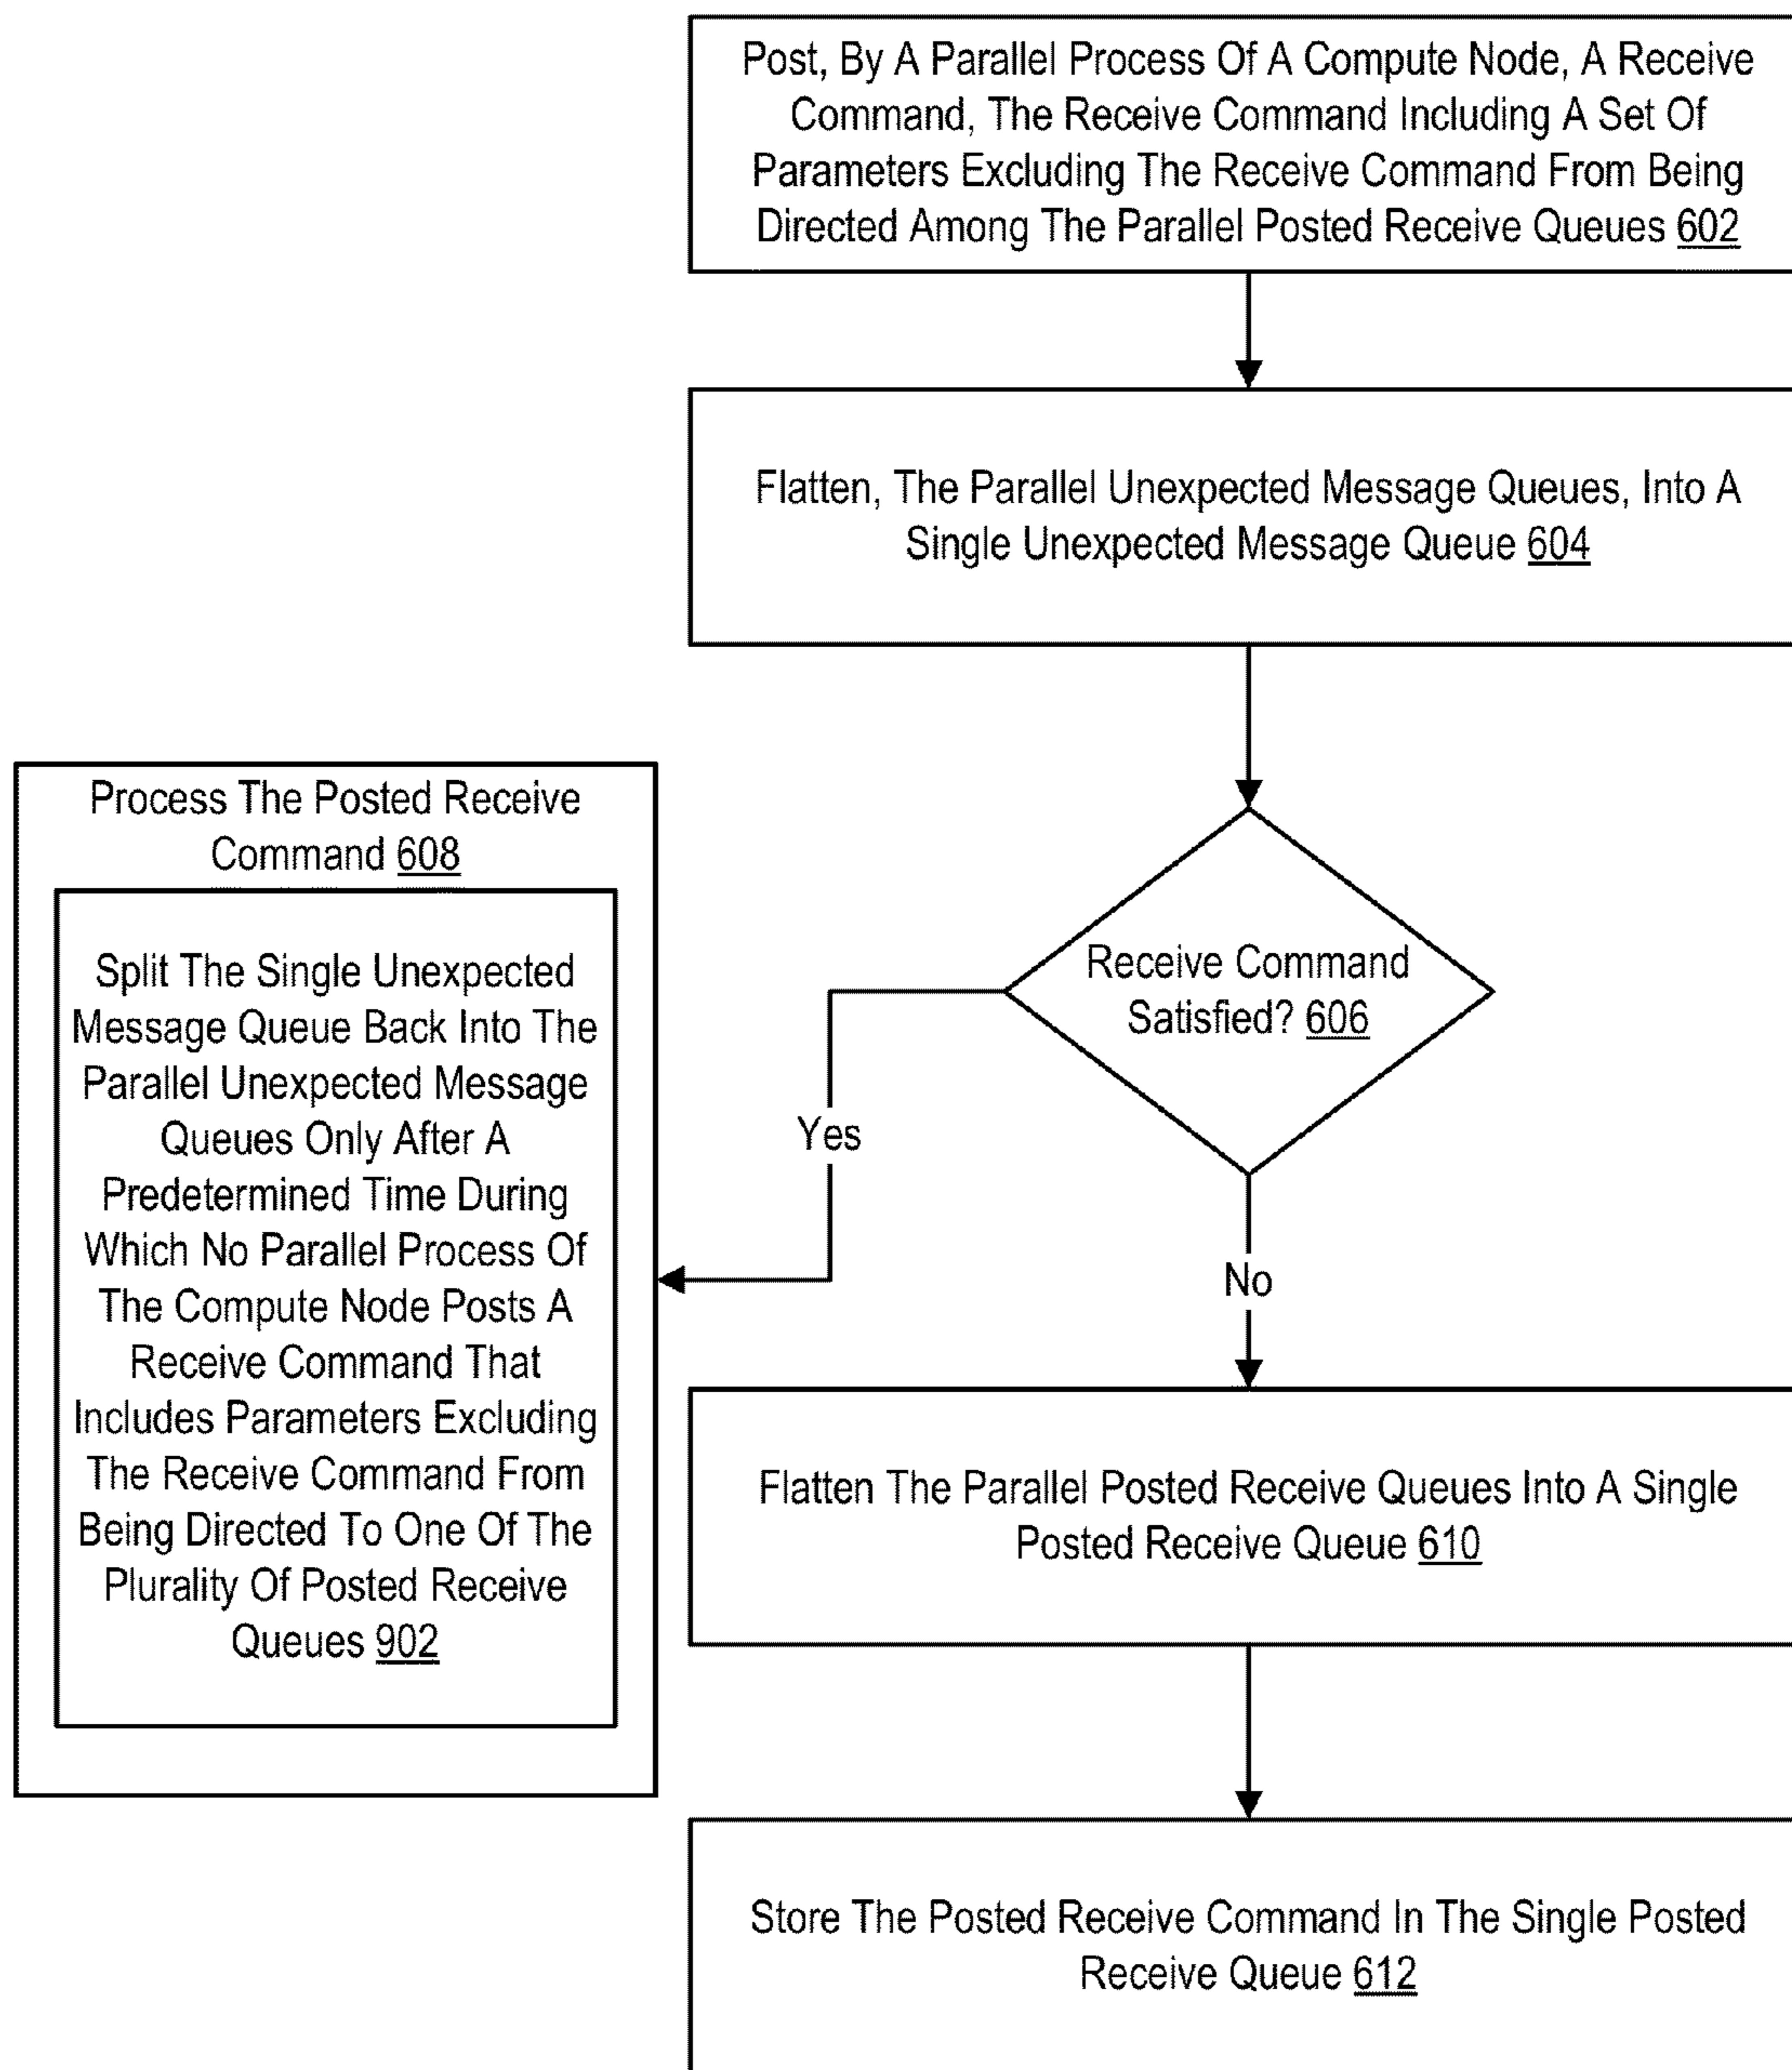 Post, By A Parallel Process Of A Compute Node, A Receive
Command, The Receive Command Including A Set Of
Parameters Excluding The Receive Command From Being
Directed Among The Parallel Posted Receive Queues 602
Flatten, The Parallel Unexpected Message Queues, Into A
Single Unexpected Message Queue 604
Receive Command
Satisfied? 606
Yes
No
Process The Posted Receive
Command 608
Split The Single Unexpected
Message Queue Back Into The
Parallel Unexpected Message
Queues Only After A
Predetermined Time During
Which No Parallel Process Of
The Compute Node Posts A
Receive Command That
Includes Parameters Excluding
The Receive Command From
Being Directed To One Of The
Plurality Of Posted Receive
Queues 902
Flatten The Parallel Posted Receive Queues Into A Single
Posted Receive Queue 610
Store The Posted Receive Command In The Single Posted
Receive Queue 612